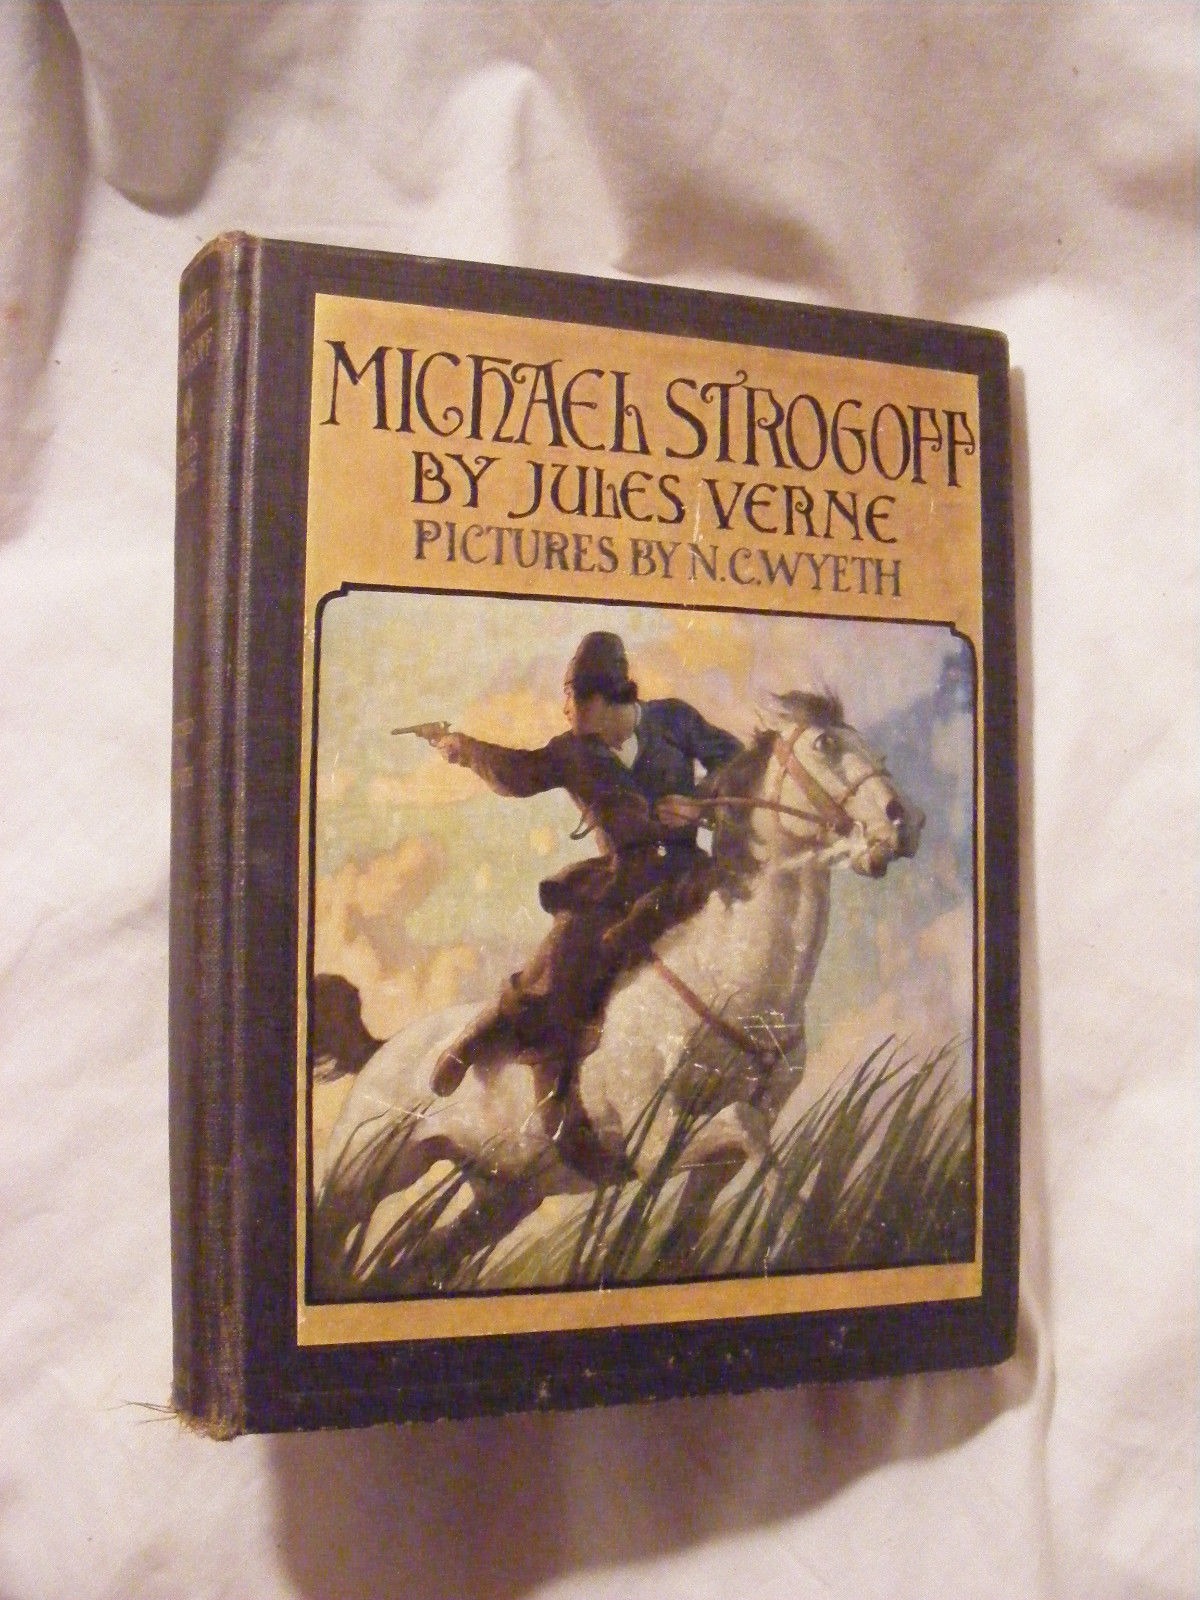 MICHAEL STROGOFF
BY JULES VERNE
PICTURES BY N.C. WYETH